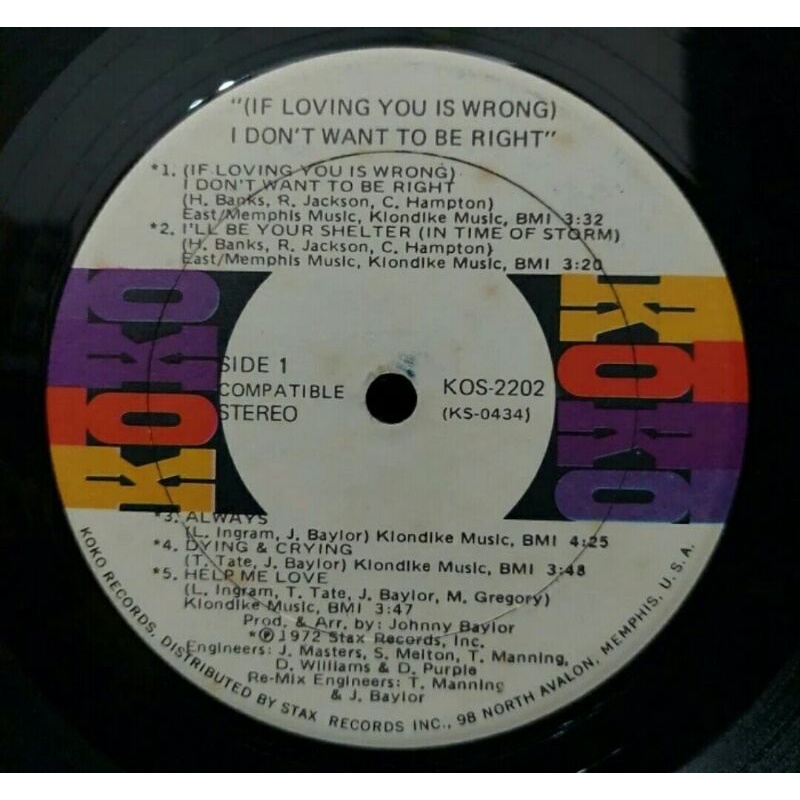 "(IF LOVING YOU IS WRONG)
I DON'T WANT TO BE RIGHT"
*1. (IF LOVING YOU IS WRONG)
I DON'T WANT TO BE RIGHT
(H. Banks, R. Jackson, C. Hampton)
East/Memphis Music, Klondike Music, BMI 3:32
*2. I'LL BE YOUR SHELTER (IN TIME OF STORM)
(H. Banks, R. Jackson, C. Hampton)
East/Memphis Music, Klondike Music, BMI 3:20
KOKO
KOKO
SIDE 1
COMPATIBLE
STEREO
KOS-2202
(KS-0434)
*3. ALWAYS
(L. Ingram, J. Baylor) Klondike Music, BMI 4:25
*4. DYING & CRYING
(T. Tate, J. Baylor) Klondike Music, BMI 3:48
*5. HELP ME LOVE
(L. Ingram, T. Tate, J. Baylor, M. Gregory)
Klondike Music, BMI 3:47
Prod. & Arr. by: Johnny Baylor
*℗ 1972 Stax Records, Inc.
Engineers: J. Masters, S. Melton, T. Manning,
D. Williams & D. Purple
Re-Mix Engineers: T. Manning
& J. Baylor
KOKO RECORDS, DISTRIBUTED BY STAX RECORDS INC., 98 NORTH AVALON, MEMPHIS, U.S.A.